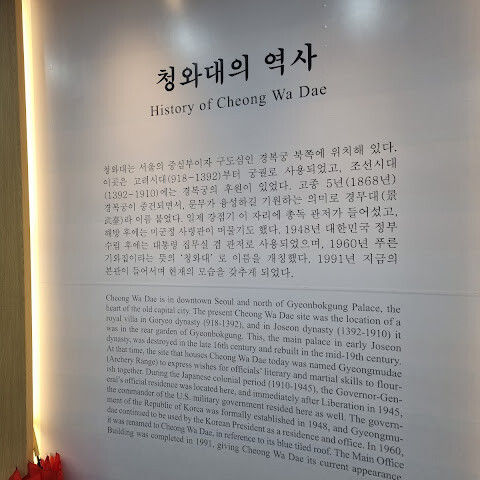 청와대의 역사
History of Cheong Wa Dae
청와대는 서울의 중심부이자 구도심인 경복궁 북쪽에 위치해 있다.
이곳은 고려시대(918-1392)부터 궁궐로 사용되었고, 조선시대
(1392-1910)에는 경복궁의 후원이 있었다. 고종 5년(1868년)
경복궁이 중건되면서, 문무가 융성하길 기원하는 의미로 경무대(景
武臺)라 이름 붙였다. 일제 강점기 이 자리에 총독 관저가 들어섰고,
해방 후에는 미군정 사령관이 머물기도 했다. 1948년 대한민국 정부
수립 후에는 대통령 집무실 겸 관저로 사용되었으며, 1960년 푸른
기와집이라는 뜻의 '청와대' 로 이름을 개칭했다. 1991년 지금의
본관이 들어서며 현재의 모습을 갖추게 되었다.
Cheong Wa Dae is in downtown Seoul and north of Gyeonbokgung Palace, the
heart of the old capital city. The present Cheong Wa Dae site was the location of a
royal villa in Goryeo dynasty (918-1392), and in Joseon dynasty (1392-1910) it
was in the rear garden of Gyeonbokgung. This, the main palace in early Joseon
dynasty, was destroyed in the late 16th century and rebuilt in the mid-19th century.
At that time, the site that houses Cheong Wa Dae today was named Gyeongmudae
(Archery Range) to express wishes for officials' literary and martial skills to flour-
ish together. During the Japanese colonial period (1910-1945), the Governor-Gen-
eral's official residence was located here, and immediately after Liberation in 1945,
the commander of the U.S. military government resided here as well. The govern-
ment of the Republic of Korea was formally established in 1948, and Gyeongmu-
dae continued to be used by the Korean President as a residence and office. In 1960,
it was renamed to Cheong Wa Dae, in reference to its blue tiled roof. The Main Office
Building was completed in 1991, giving Cheong Wa Dae its current appearance.